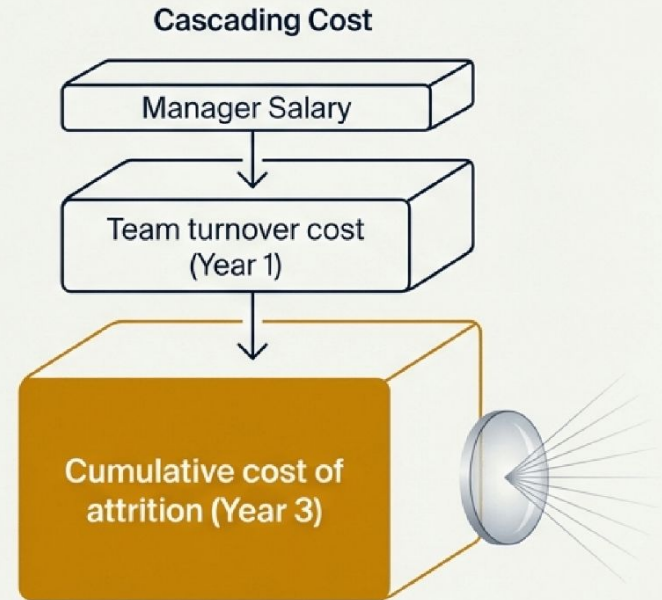 Cascading Cost
Manager Salary
Team turnover cost
(Year 1)
Cumulative cost of
attrition (Year 3)